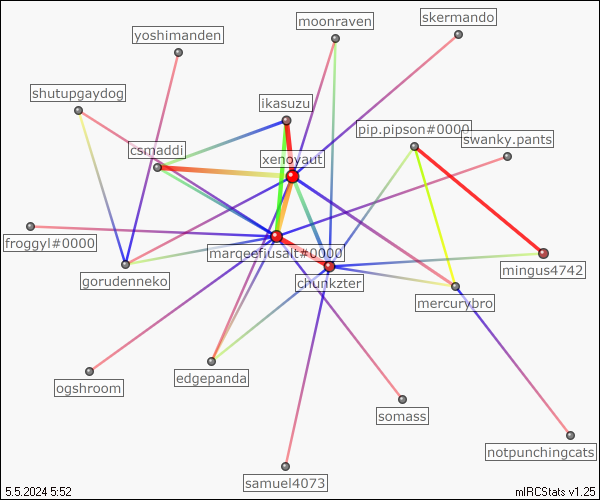 skermando
moonraven
yoshimanden
shutupgaydog
ikasuzu
pip.pipson#0000
swanky.pants
csmaddi
xenoyaut
froggyl#0000
margefjusait#0000
mingus4742
gorudenneko
chunkzter
mercurybro
edgepanda
ogshroom
somass
notpunchingcats
samuel4073
5.5.2024 5:52
mIRCStats v1.25